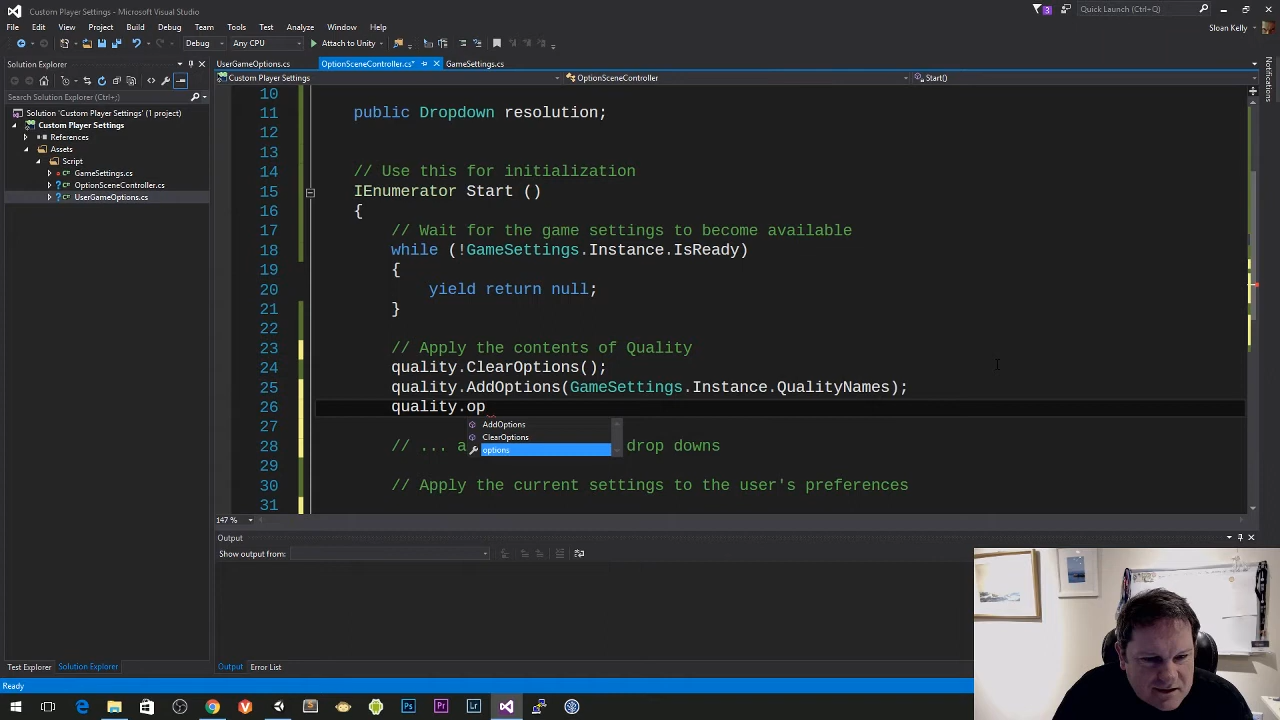 Custom Player Settings - Microsoft Visual Studio
3
Quick Launch (Ctrl+Q)
File Edit View Project Build Debug Team Tools Test Analyze Window Help
Sloan Kelly
Debug Any CPU Attach to Unity
Solution Explorer
UserGameOptions.cs OptionSceneController.cs* GameSettings.cs
Custom Player Settings OptionSceneController Start()
Search Solution Explorer (Ctrl+;)
Solution 'Custom Player Settings' (1 project)
Custom Player Settings
References
Assets
Script
GameSettings.cs
OptionSceneController.cs
UserGameOptions.cs
Notifications
10
11 public Dropdown resolution;
12
13
14 // Use this for initialization
15 IEnumerator Start ()
16 {
17 // Wait for the game settings to become available
18 while (!GameSettings.Instance.IsReady)
19 {
20 yield return null;
21 }
22
23 // Apply the contents of Quality
24 quality.ClearOptions();
25 quality.AddOptions(GameSettings.Instance.QualityNames);
26 quality.op
AddOptions
ClearOptions
options
27
28 // ... a drop downs
29
30 // Apply the current settings to the user's preferences
31
147 %
Output
Show output from:
Test Explorer Solution Explorer Output Error List
Ready